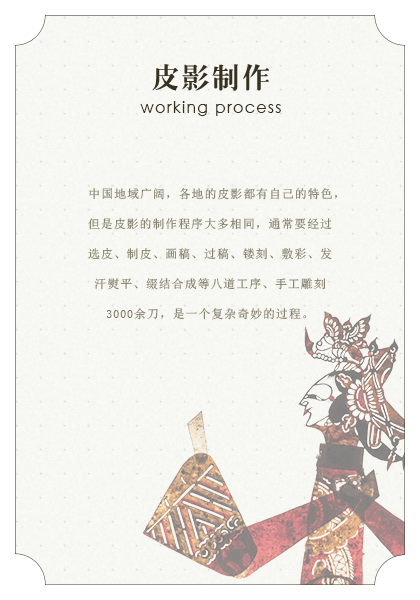 皮影制作
working process
中国地域广阔，各地的皮影都有自己的特色，
但是皮影的制作程序大多相同，通常要经过
选皮、制皮、画稿、过稿、镂刻、敷彩、发
汗熨平、缀结合成等八道工序、手工雕刻
3000余刀，是一个复杂奇妙的过程。